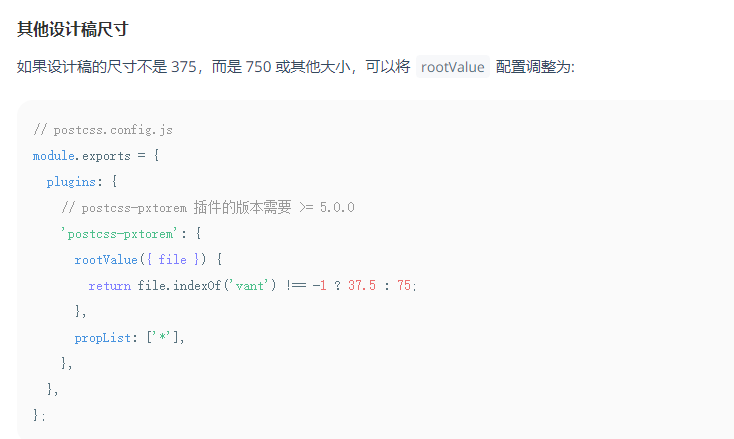 其他设计稿尺寸
如果设计稿的尺寸不是 375，而是 750 或其他大小，可以将 rootValue 配置调整为:
// postcss.config.js
module.exports = {
  plugins: {
    // postcss-pxtorem 插件的版本需要 >= 5.0.0
    'postcss-pxtorem': {
      rootValue({ file }) {
        return file.indexOf('vant') !== -1 ? 37.5 : 75;
      },
      propList: ['*'],
    },
  },
};